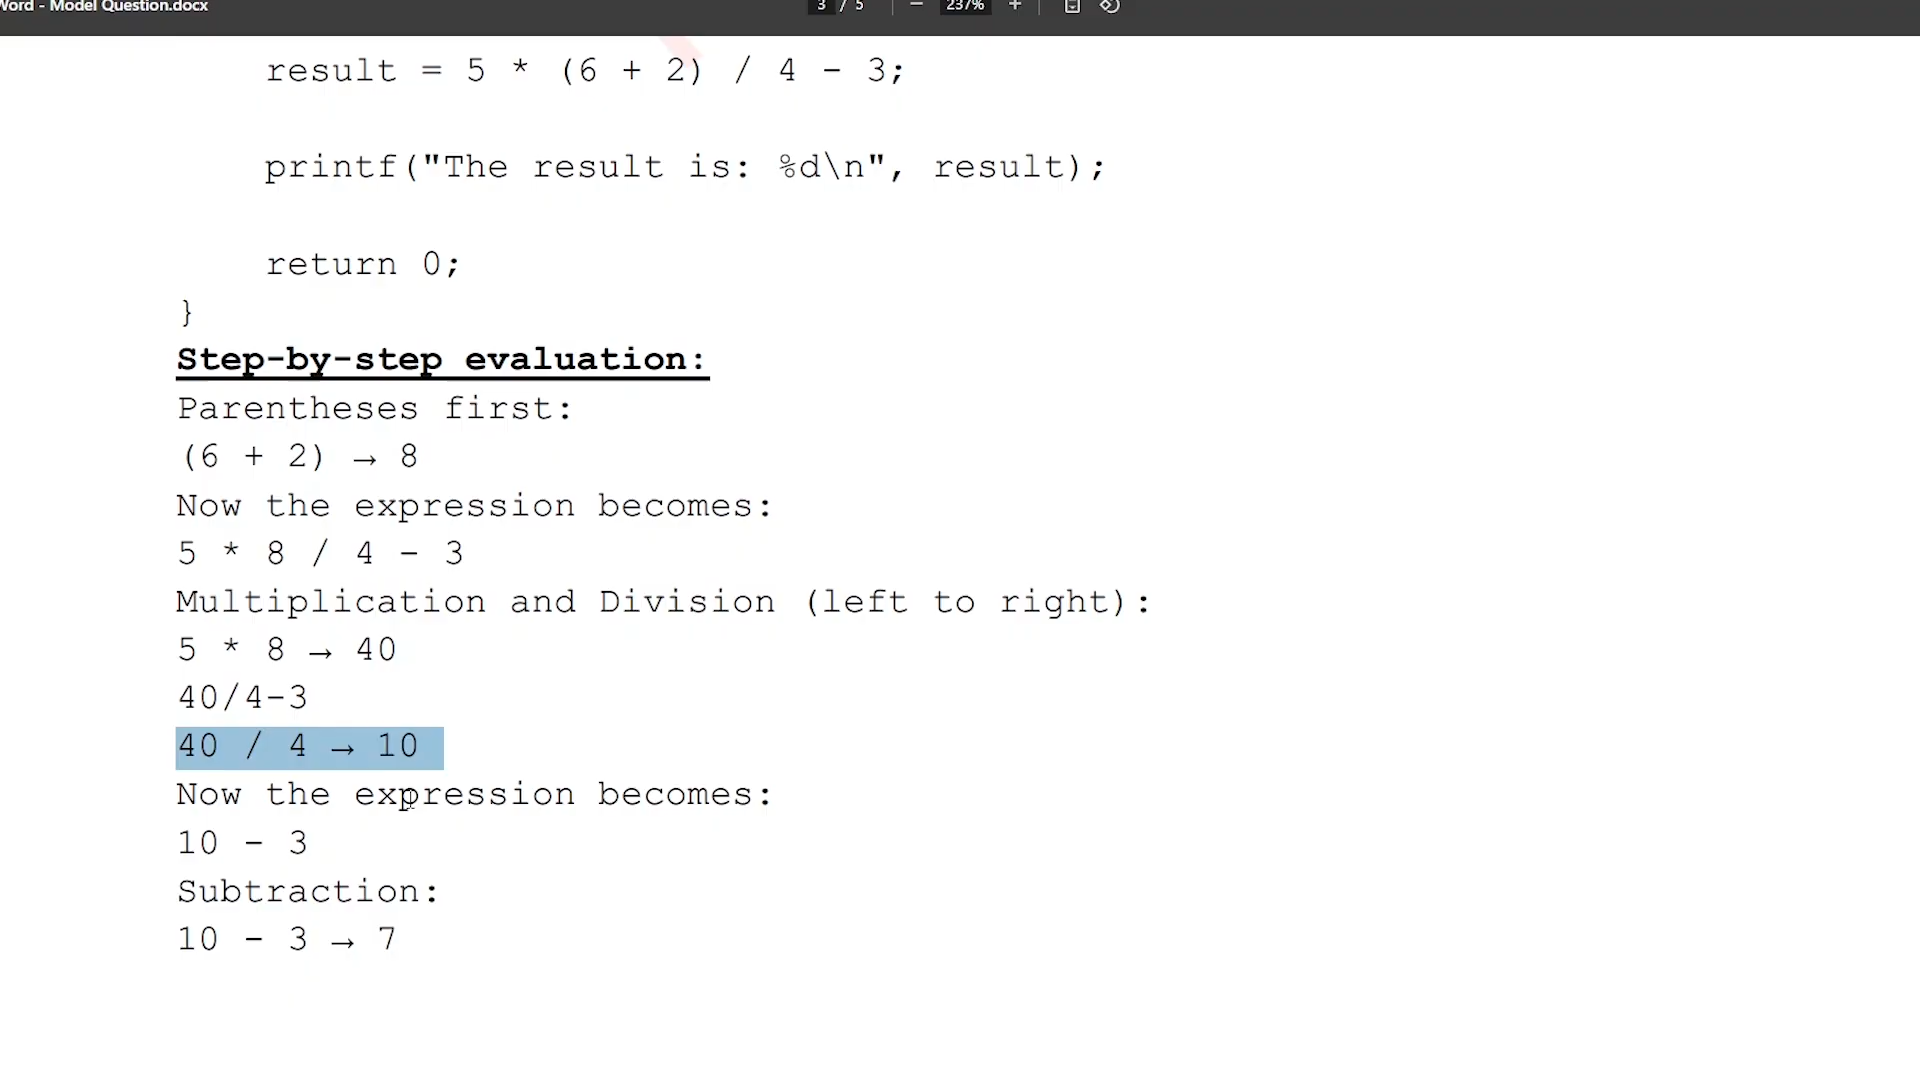 Word - Model Question.docx
3 / 5
237%
result = 5 * (6 + 2) / 4 - 3;
printf("The result is: %d\n", result);
return 0;
}
Step-by-step evaluation:
Parentheses first:
(6 + 2) → 8
Now the expression becomes:
5 * 8 / 4 - 3
Multiplication and Division (left to right):
5 * 8 → 40
40/4-3
40 / 4 → 10
Now the expression becomes:
10 - 3
Subtraction:
10 - 3 → 7